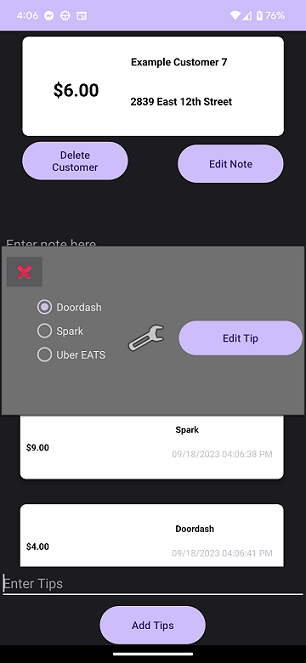 4:06
76%
Example Customer 7
$6.00
2839 East 12th Street
Delete
Customer
Edit Note
Enter note here
Doordash
Spark
Uber EATS
Edit Tip
Spark
$9.00
09/18/2023 04:06:38 PM
Doordash
$4.00
09/18/2023 04:06:41 PM
Enter Tips
Add Tips